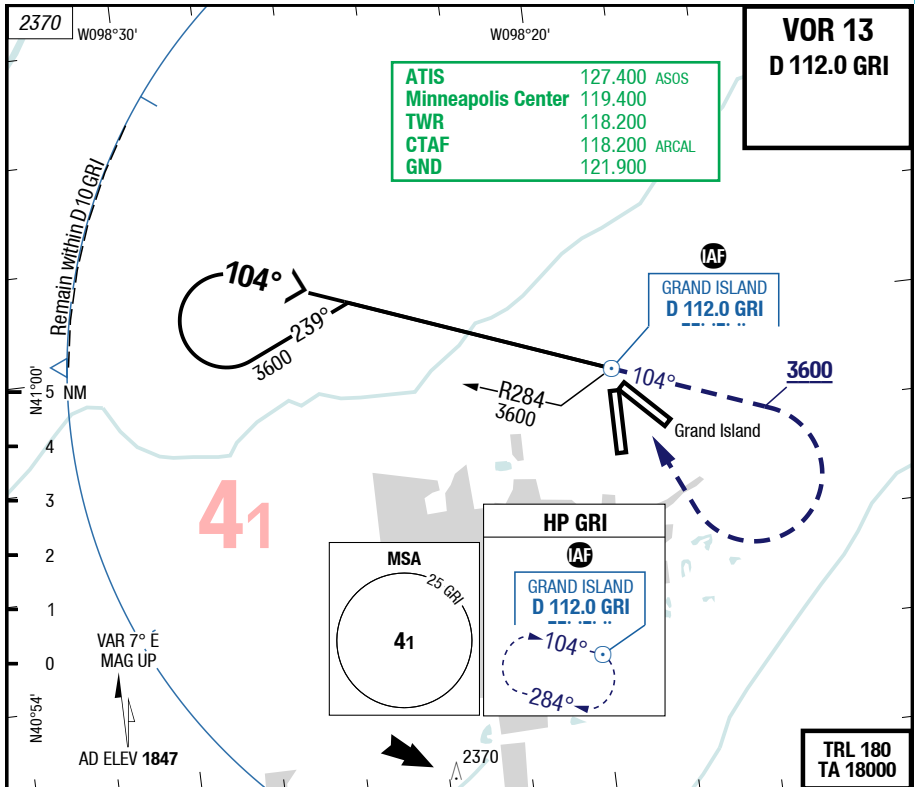 2370
W098°30'
W098°20'
VOR 13
D 112.0 GRI
ATIS 127.400 ASOS
Minneapolis Center 119.400
TWR 118.200
CTAF 118.200 ARCAL
GND 121.900
Remain within D10 GRI
104°
239°
3600
IAF
GRAND ISLAND
D 112.0 GRI
R284
3600
104°
3600
Grand Island
N41°00'
5 NM
4
3
2
1
0
N40°54'
41
VAR 7° E
MAG UP
AD ELEV 1847
MSA
25 GRI
41
HP GRI
IAF
GRAND ISLAND
D 112.0 GRI
104°
284°
2370
TRL 180
TA 18000